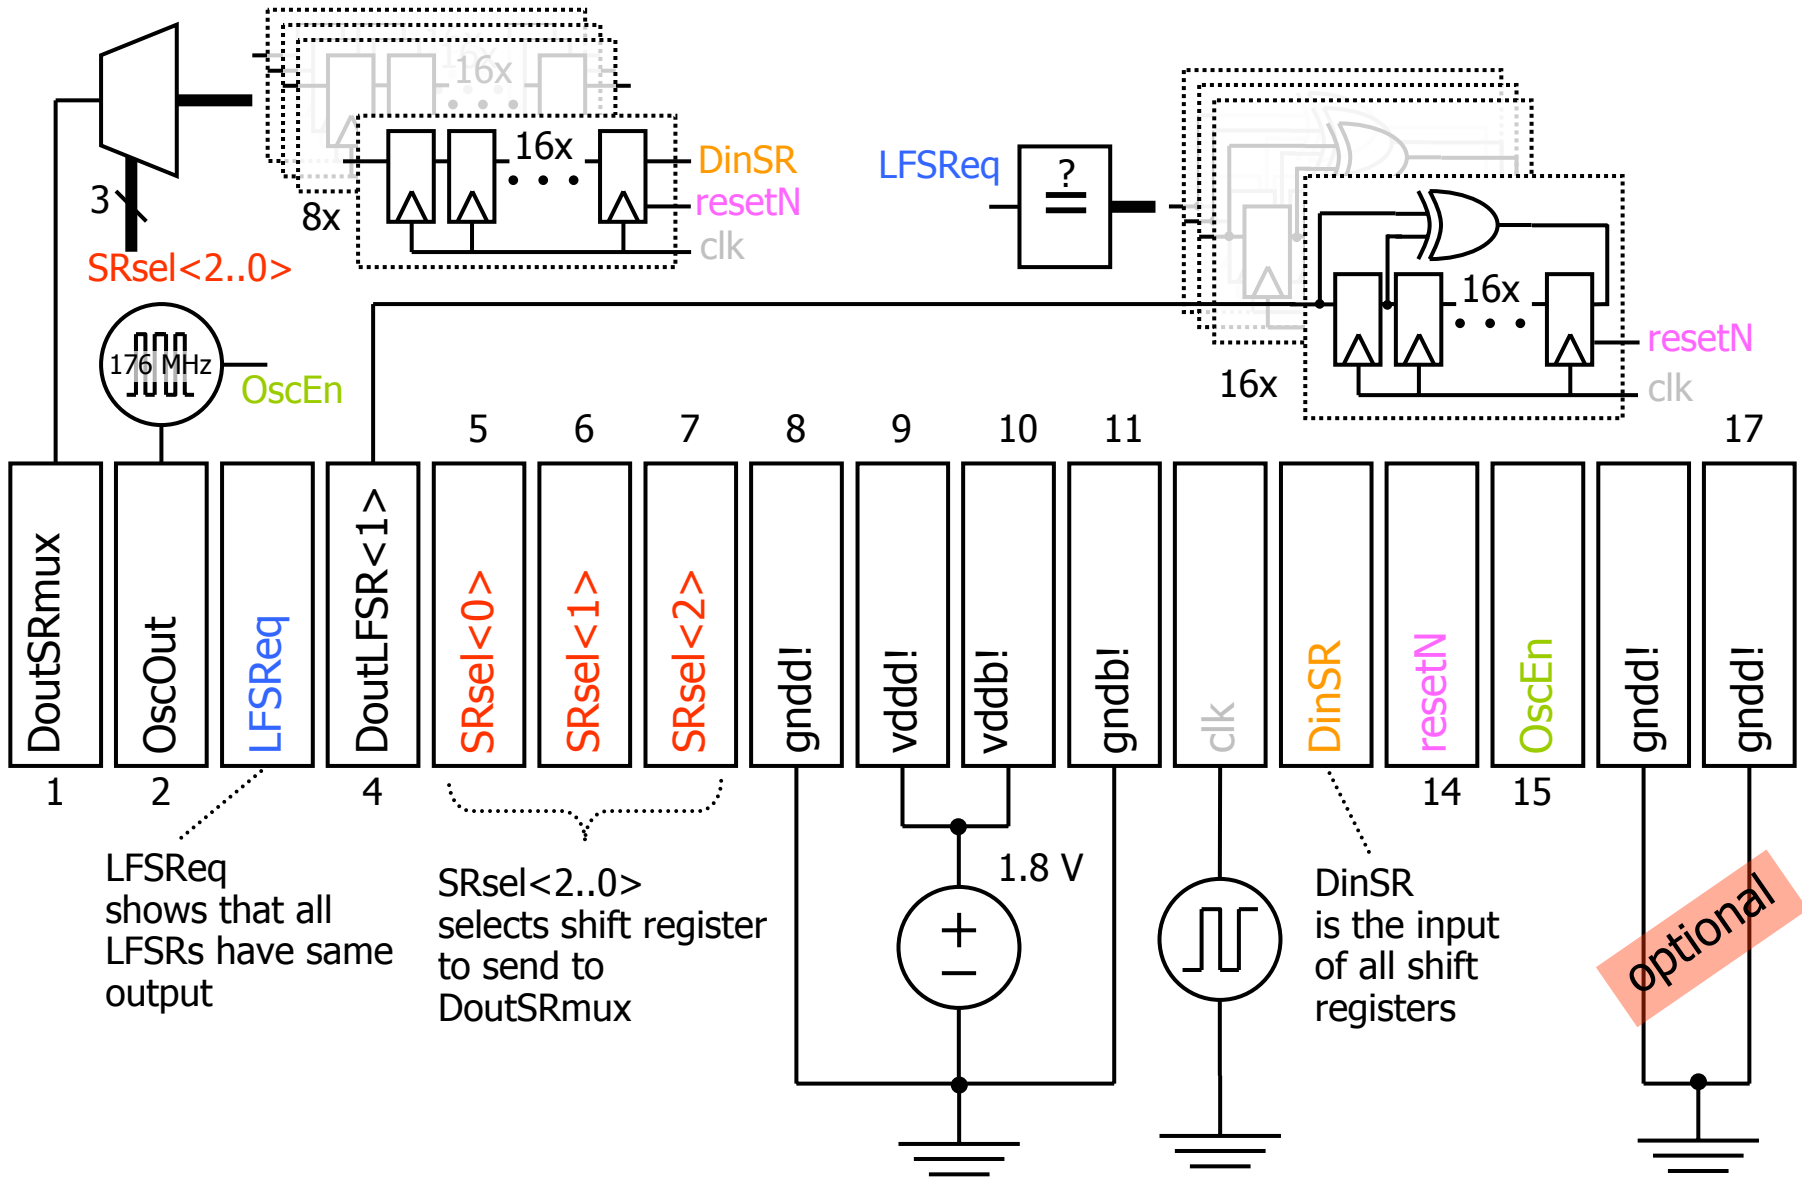 16x
16x
DinSR
resetN
clk
8x
3
SRsel<2..0>
LFSReq
?
=
16x
resetN
clk
16x
176 MHz
OscEn
5
6
7
8
9
10
11
17
DoutSRmux
OscOut
LFSReq
DoutLFSR<1>
SRsel<0>
SRsel<1>
SRsel<2>
gndd!
vddd!
vddb!
gndb!
clk
DinSR
resetN
OscEn
gndd!
gndd!
1
2
4
14
15
LFSReq
shows that all
LFSRs have same
output
SRsel<2..0>
selects shift register
to send to
DoutSRmux
1.8 V
+
−
DinSR
is the input
of all shift
registers
optional